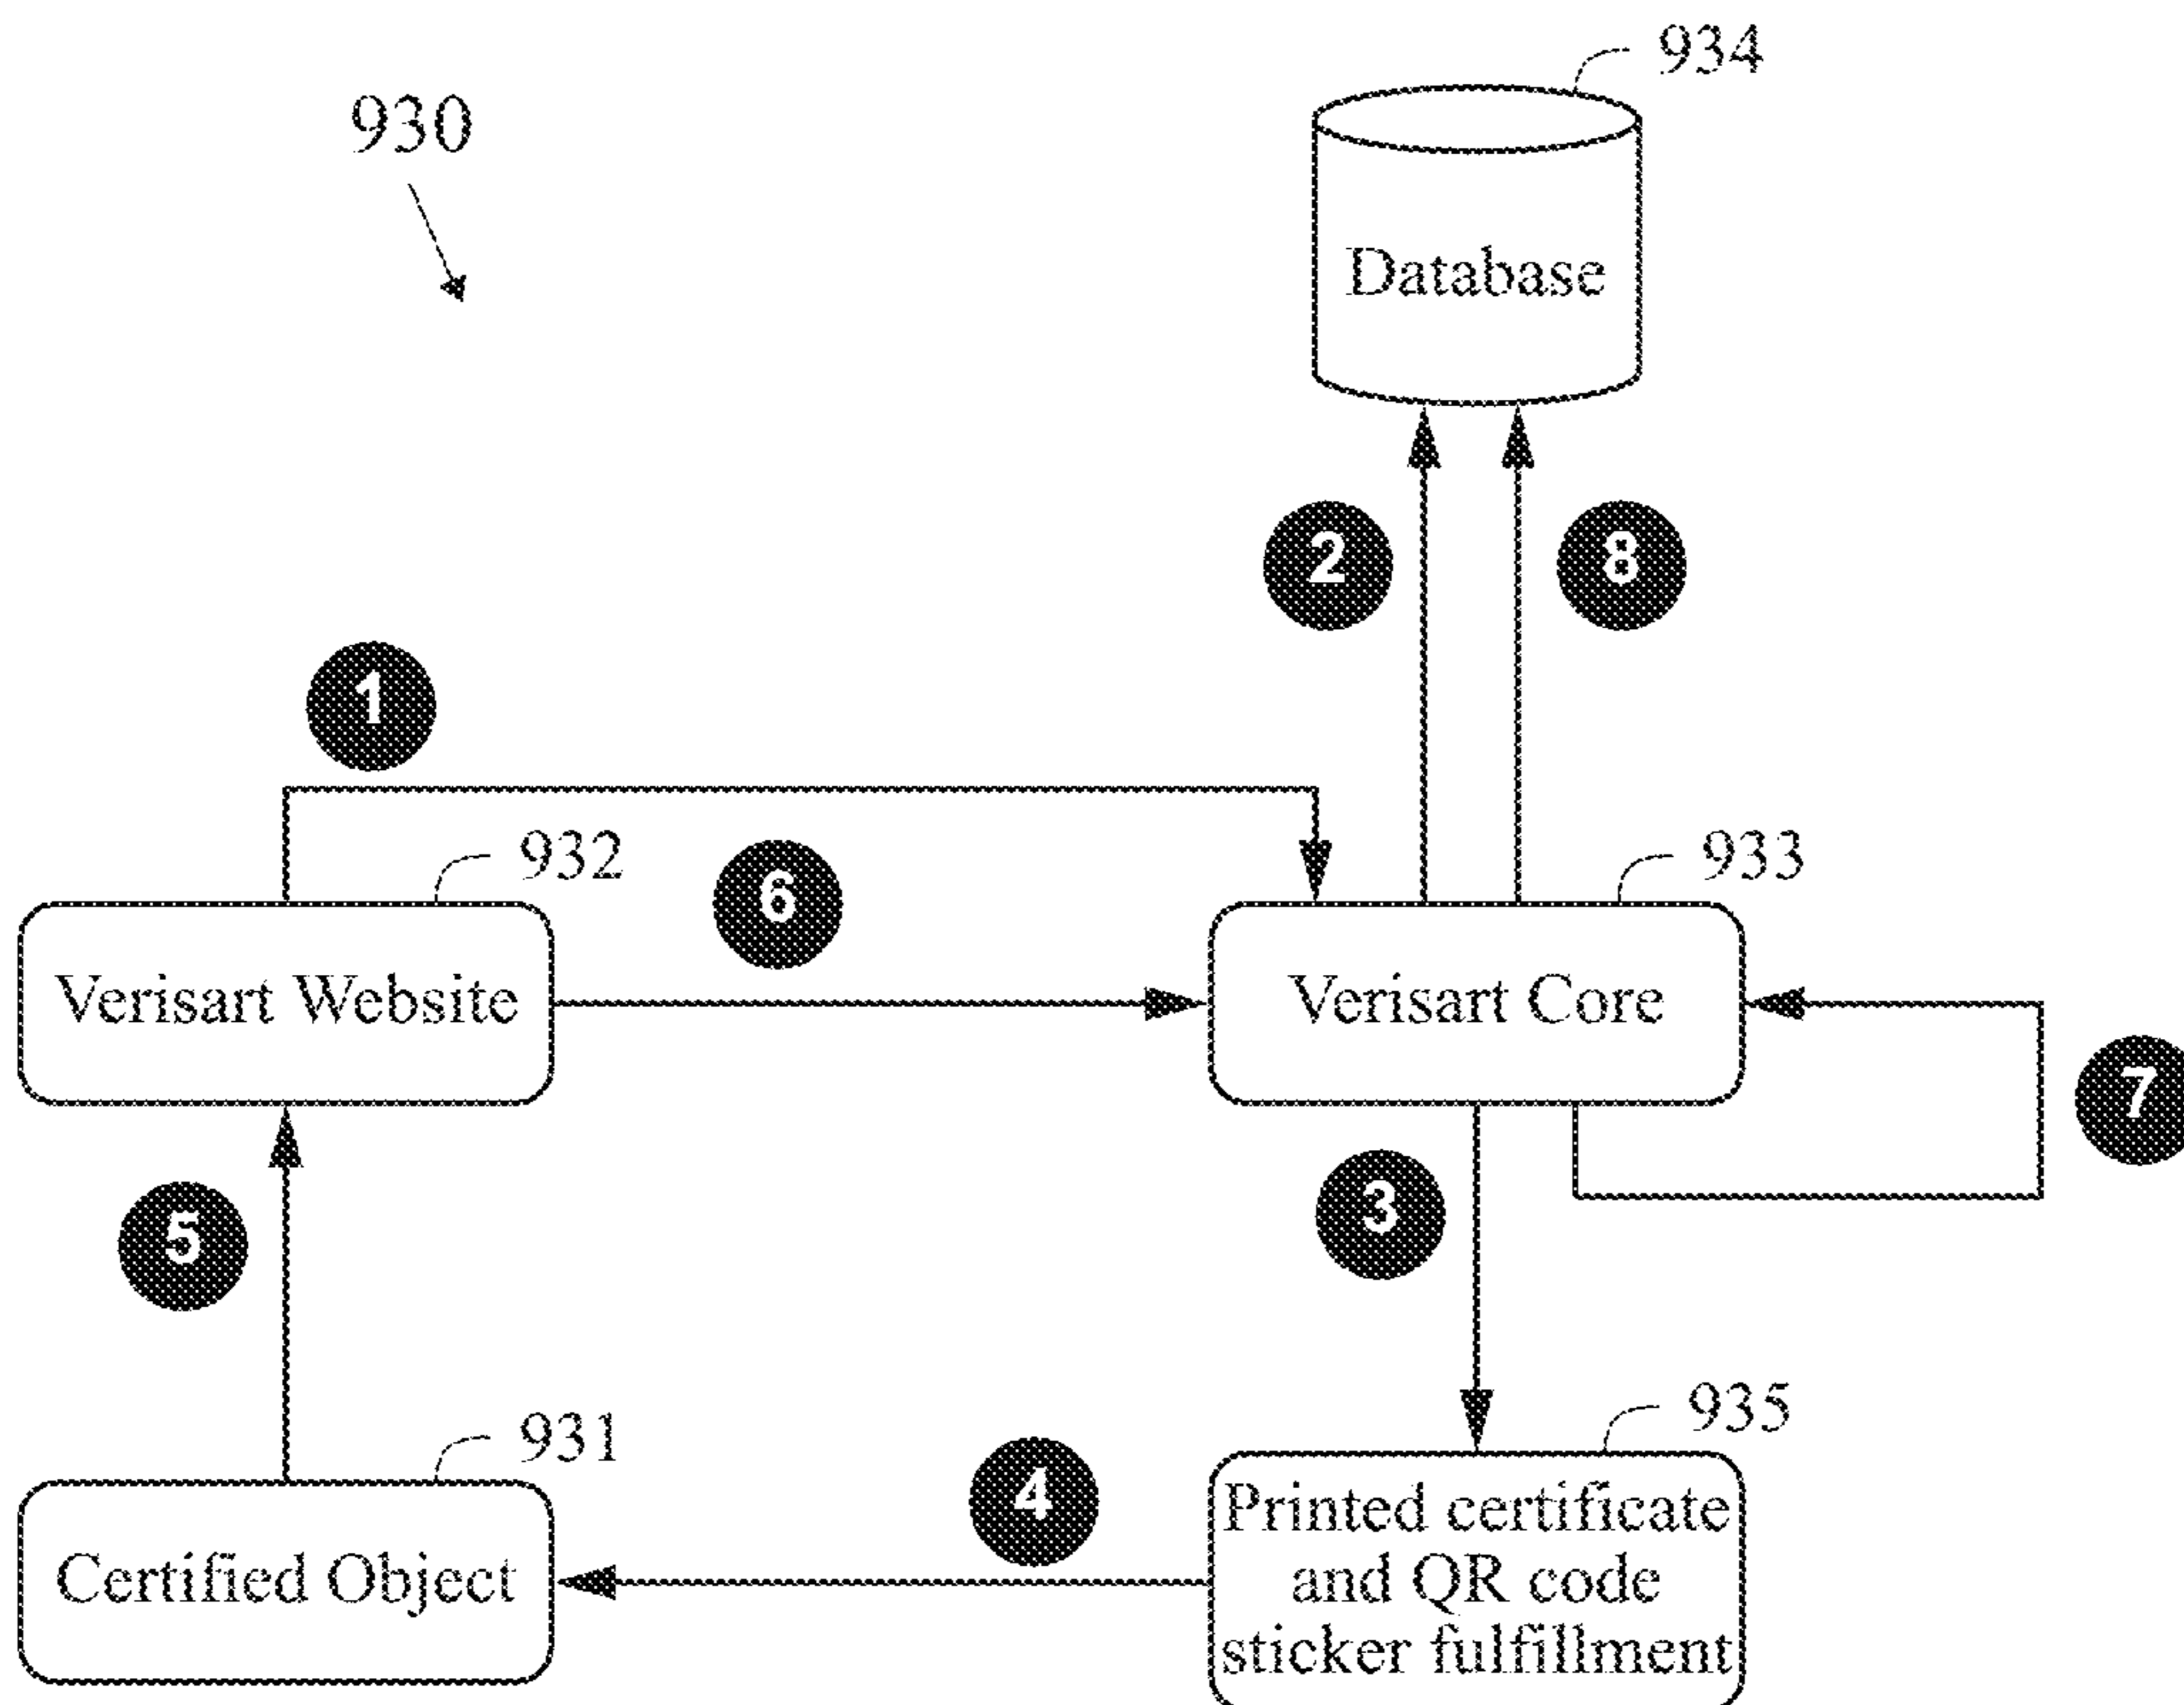 934
930
Database
2
8
1
932
933
6
Verisart Website
Verisart Core
7
3
5
935
931
4
Printed certificate
and QR code
sticker fulfillment
Certified Object